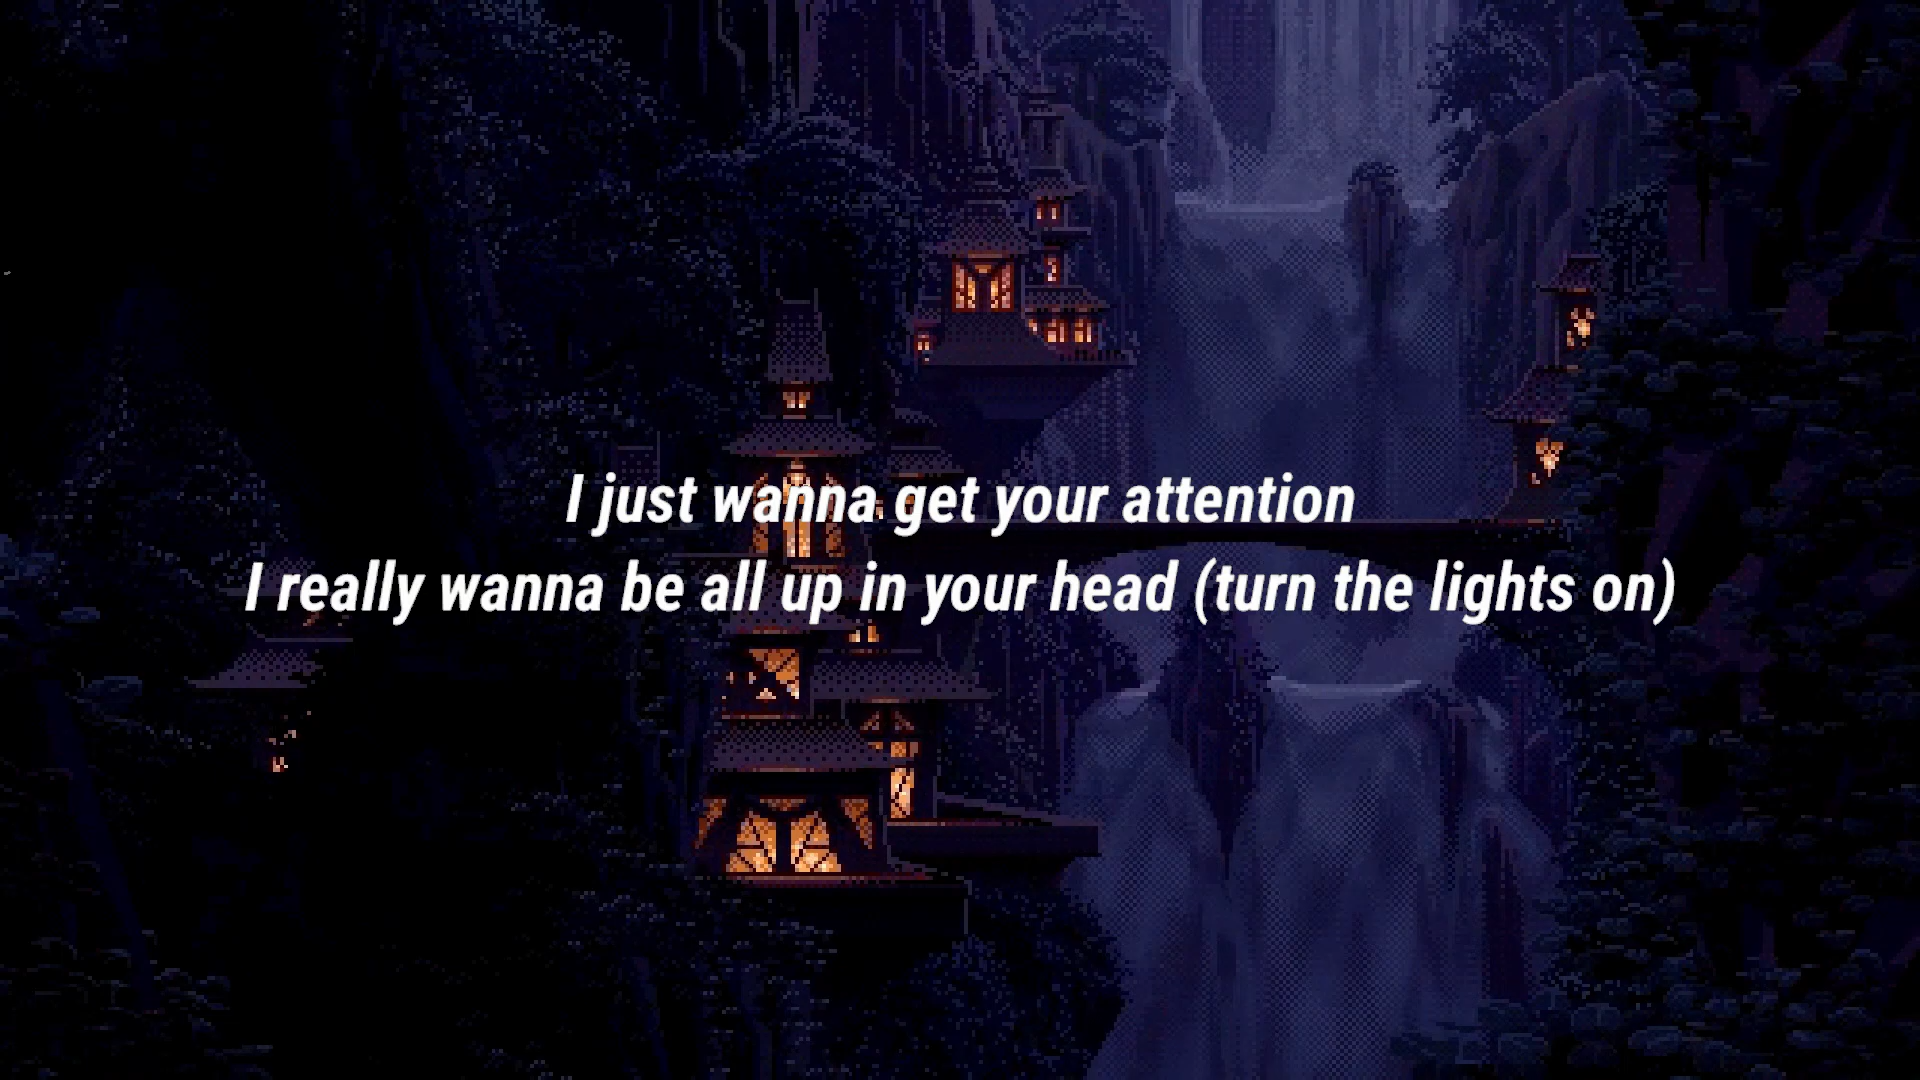 I just wanna get your attention
I really wanna be all up in your head (turn the lights on)